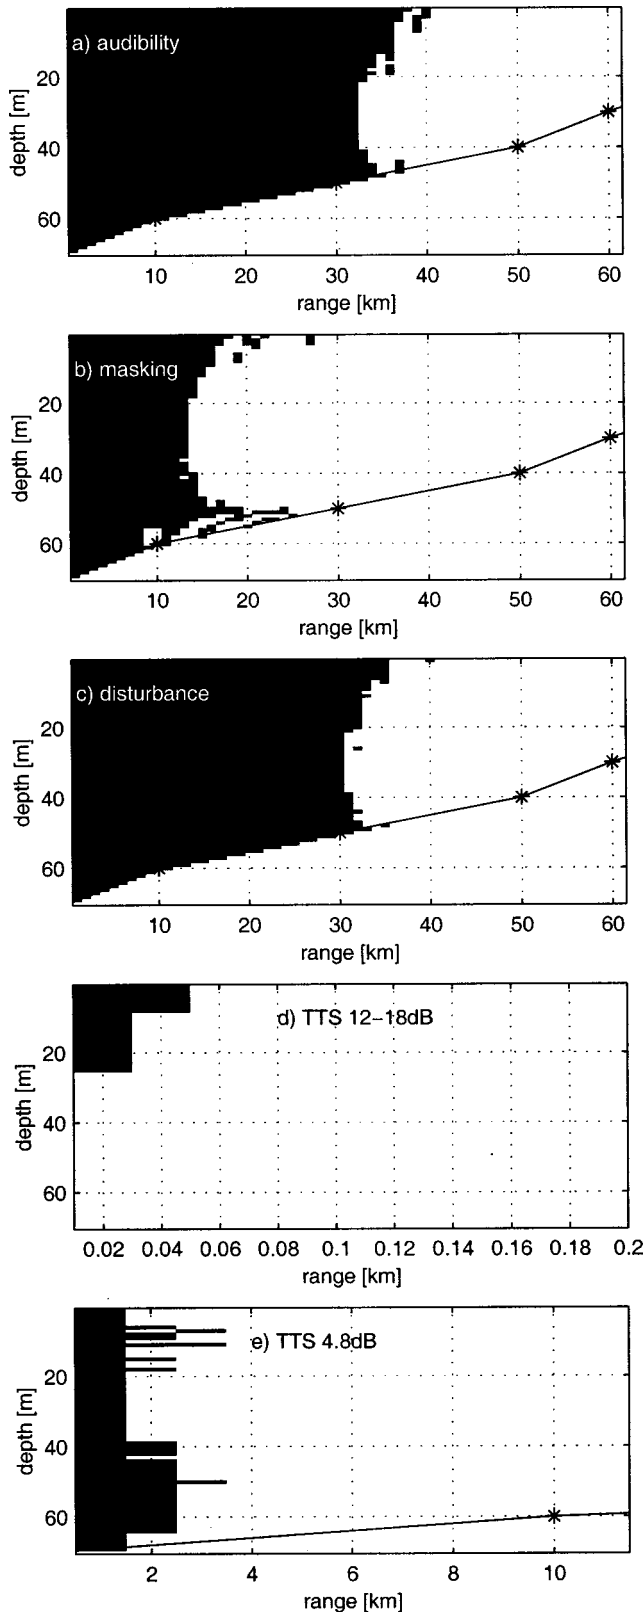 a) audibility
20
40
60
depth [m]
10 20 30 40 50 60
range [km]
b) masking
20
40
60
depth [m]
10 20 30 40 50 60
range [km]
c) disturbance
20
40
60
depth [m]
10 20 30 40 50 60
range [km]
d) TTS 12–18dB
20
40
60
depth [m]
0.02 0.04 0.06 0.08 0.1 0.12 0.14 0.16 0.18 0.2
range [km]
e) TTS 4.8dB
20
40
60
depth [m]
2 4 6 8 10
range [km]